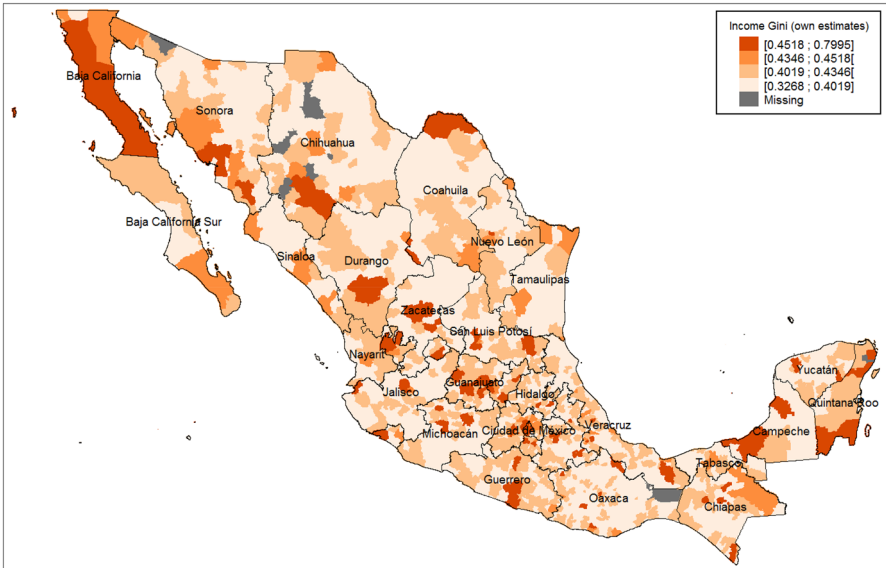 Income Gini (own estimates)
[0.4518 ; 0.7995]
[0.4346 ; 0.4518[
[0.4019 ; 0.4346[
[0.3268 ; 0.4019]
Missing
Baja California
Sonora
Chihuahua
Coahuila
Baja California Sur
Nuevo León
Sinaloa
Durango
Tamaulipas
Zacatecas
San Luis Potosí
Nayarit
Yucatán
Guanajuato
Jalisco
Hidalgo
Quintana Roo
Michoacán
Ciudad de México
Veracruz
Campeche
Tabasco
Guerrero
Oaxaca
Chiapas